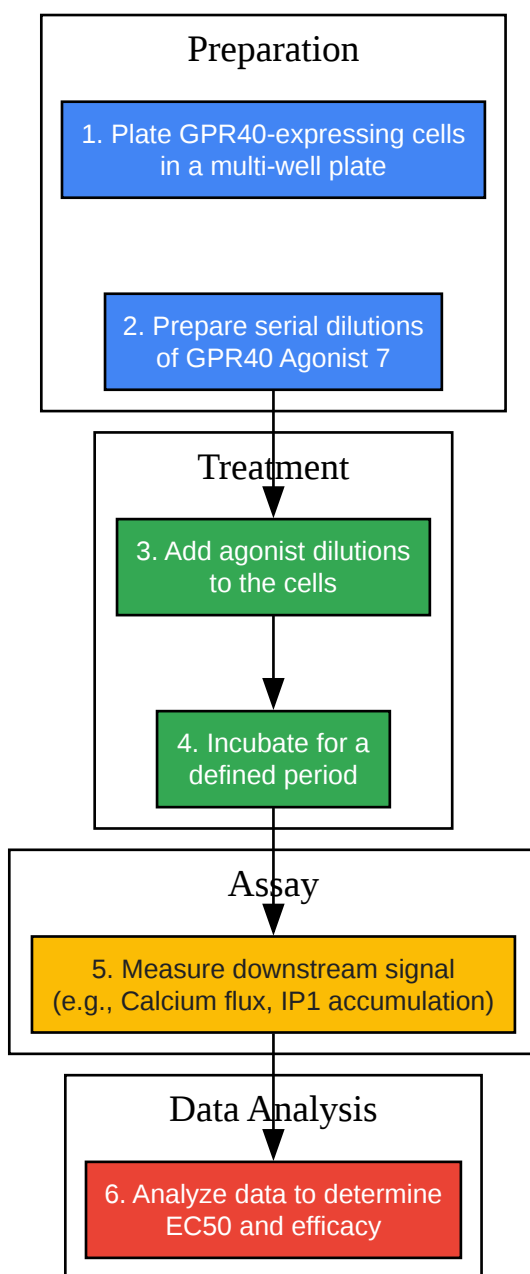 Preparation
1. Plate GPR40-expressing cells
in a multi-well plate
2. Prepare serial dilutions
of GPR40 Agonist 7
Treatment
3. Add agonist dilutions
to the cells
4. Incubate for a
defined period
Assay
5. Measure downstream signal
(e.g., Calcium flux, IP1 accumulation)
Data Analysis
6. Analyze data to determine
EC50 and efficacy